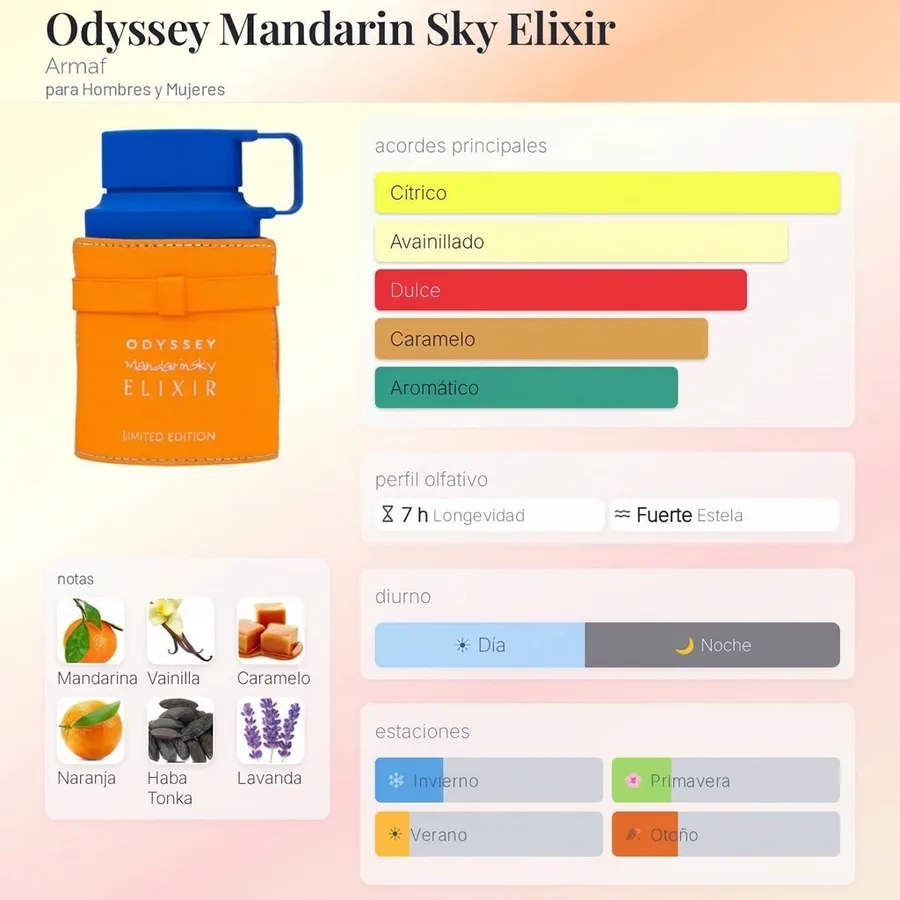 Odyssey Mandarin Sky Elixir
Armaf
para Hombres y Mujeres
ODYSSEY
Mandarin Sky
ELIXIR
LIMITED EDITION
acordes principales
Cítrico
Avainillado
Dulce
Caramelo
Aromático
perfil olfativo
7 h Longevidad
Fuerte Estela
notas
Mandarina
Vainilla
Caramelo
Naranja
Haba
Tonka
Lavanda
diurno
Día
Noche
estaciones
Invierno
Primavera
Verano
Otoño